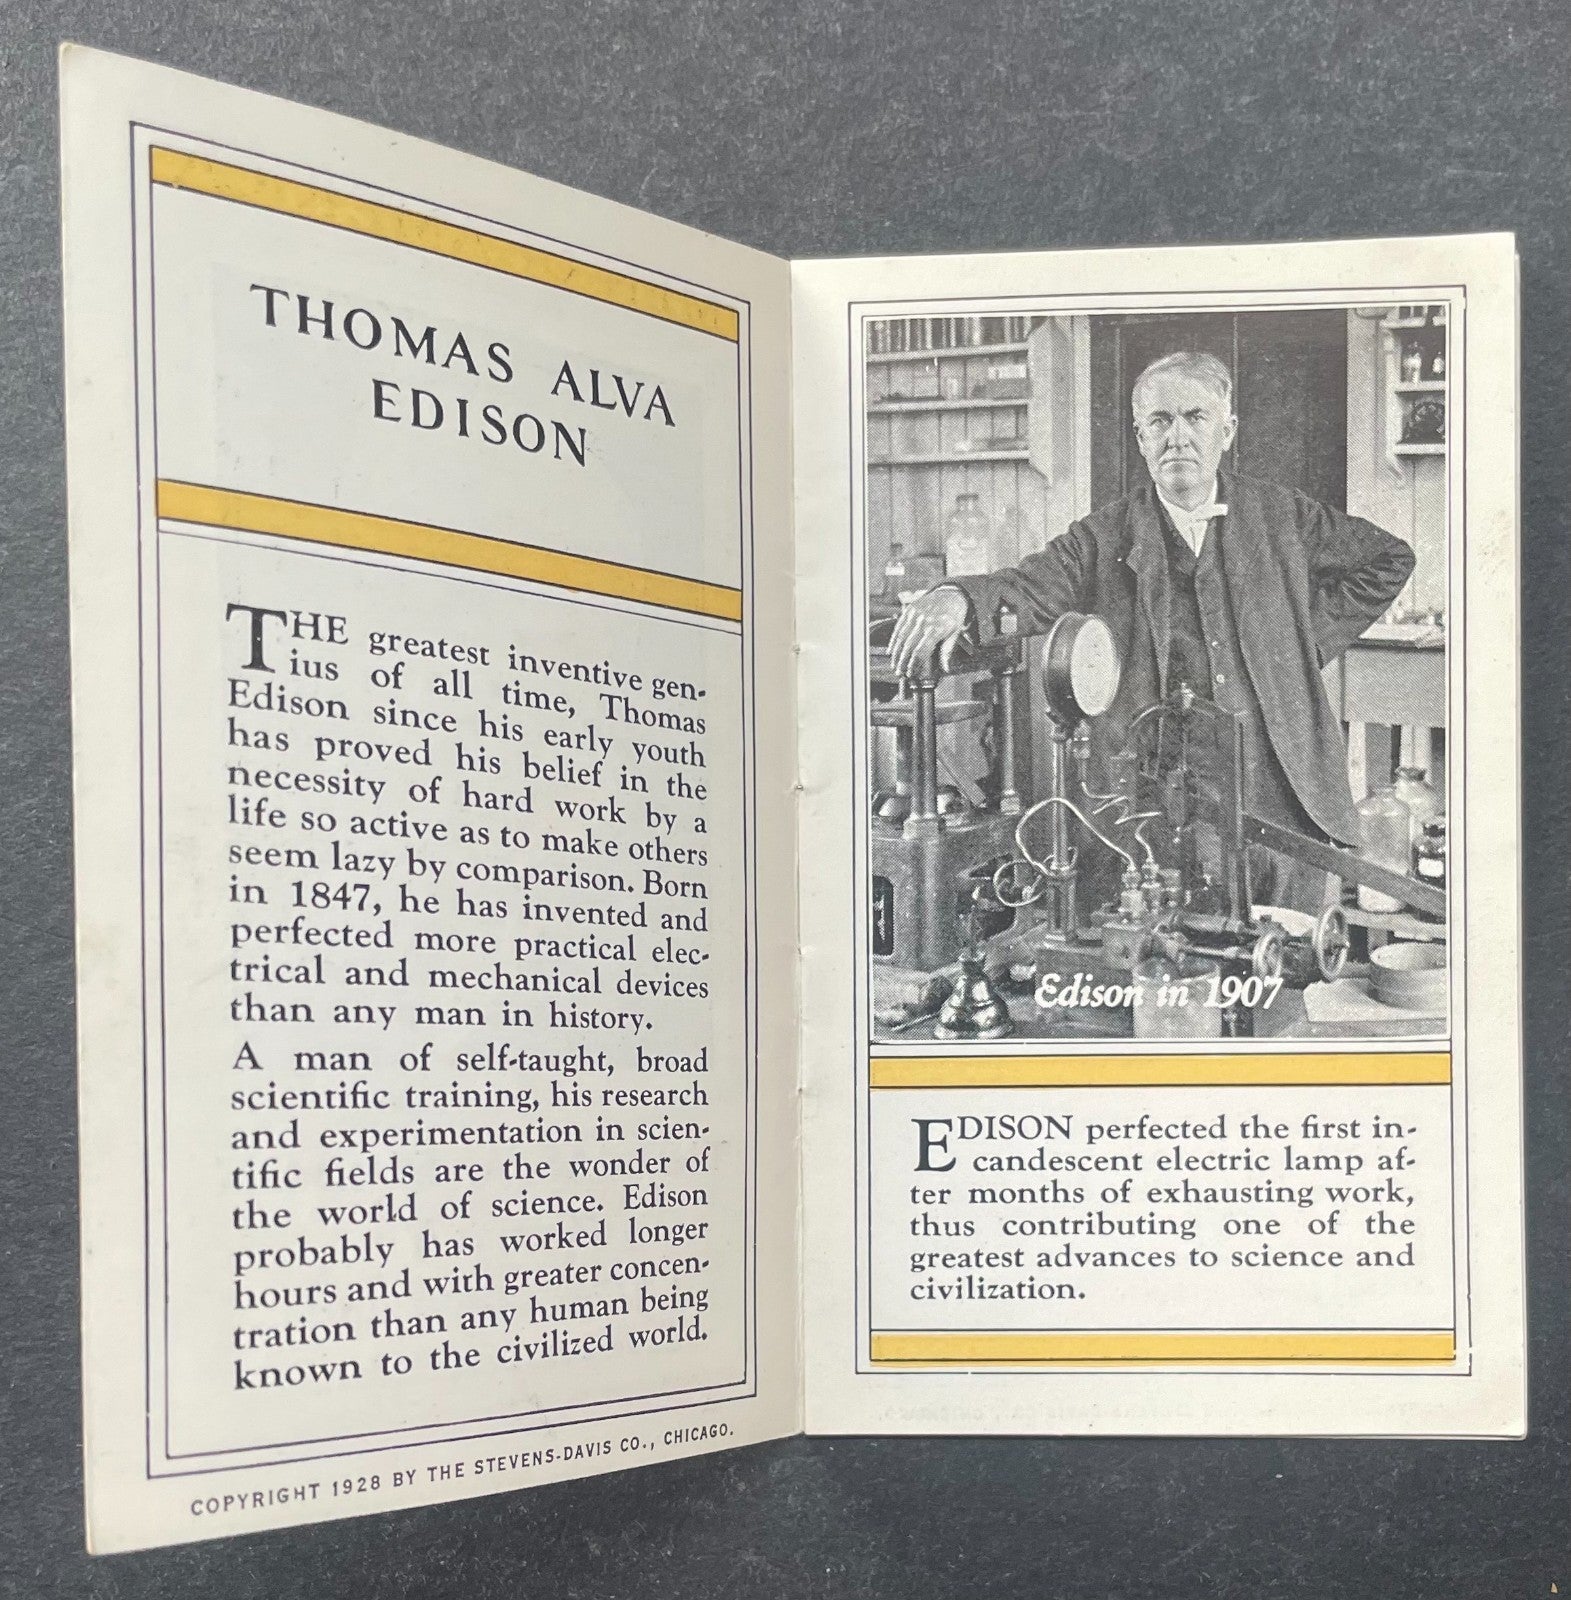 THOMAS ALVA
EDISON
THE greatest inventive gen-
ius of all time, Thomas
Edison since his early youth
has proved his belief in the
necessity of hard work by a
life so active as to make others
seem lazy by comparison. Born
in 1847, he has invented and
perfected more practical elec-
trical and mechanical devices
than any man in history.
A man of self-taught, broad
scientific training, his research
and experimentation in scien-
tific fields are the wonder of
the world of science. Edison
probably has worked longer
hours and with greater concen-
tration than any human being
known to the civilized world.
COPYRIGHT 1928 BY THE STEVENS-DAVIS CO., CHICAGO.
Edison in 1907
EDISON perfected the first in-
candescent electric lamp af-
ter months of exhausting work,
thus contributing one of the
greatest advances to science and
civilization.